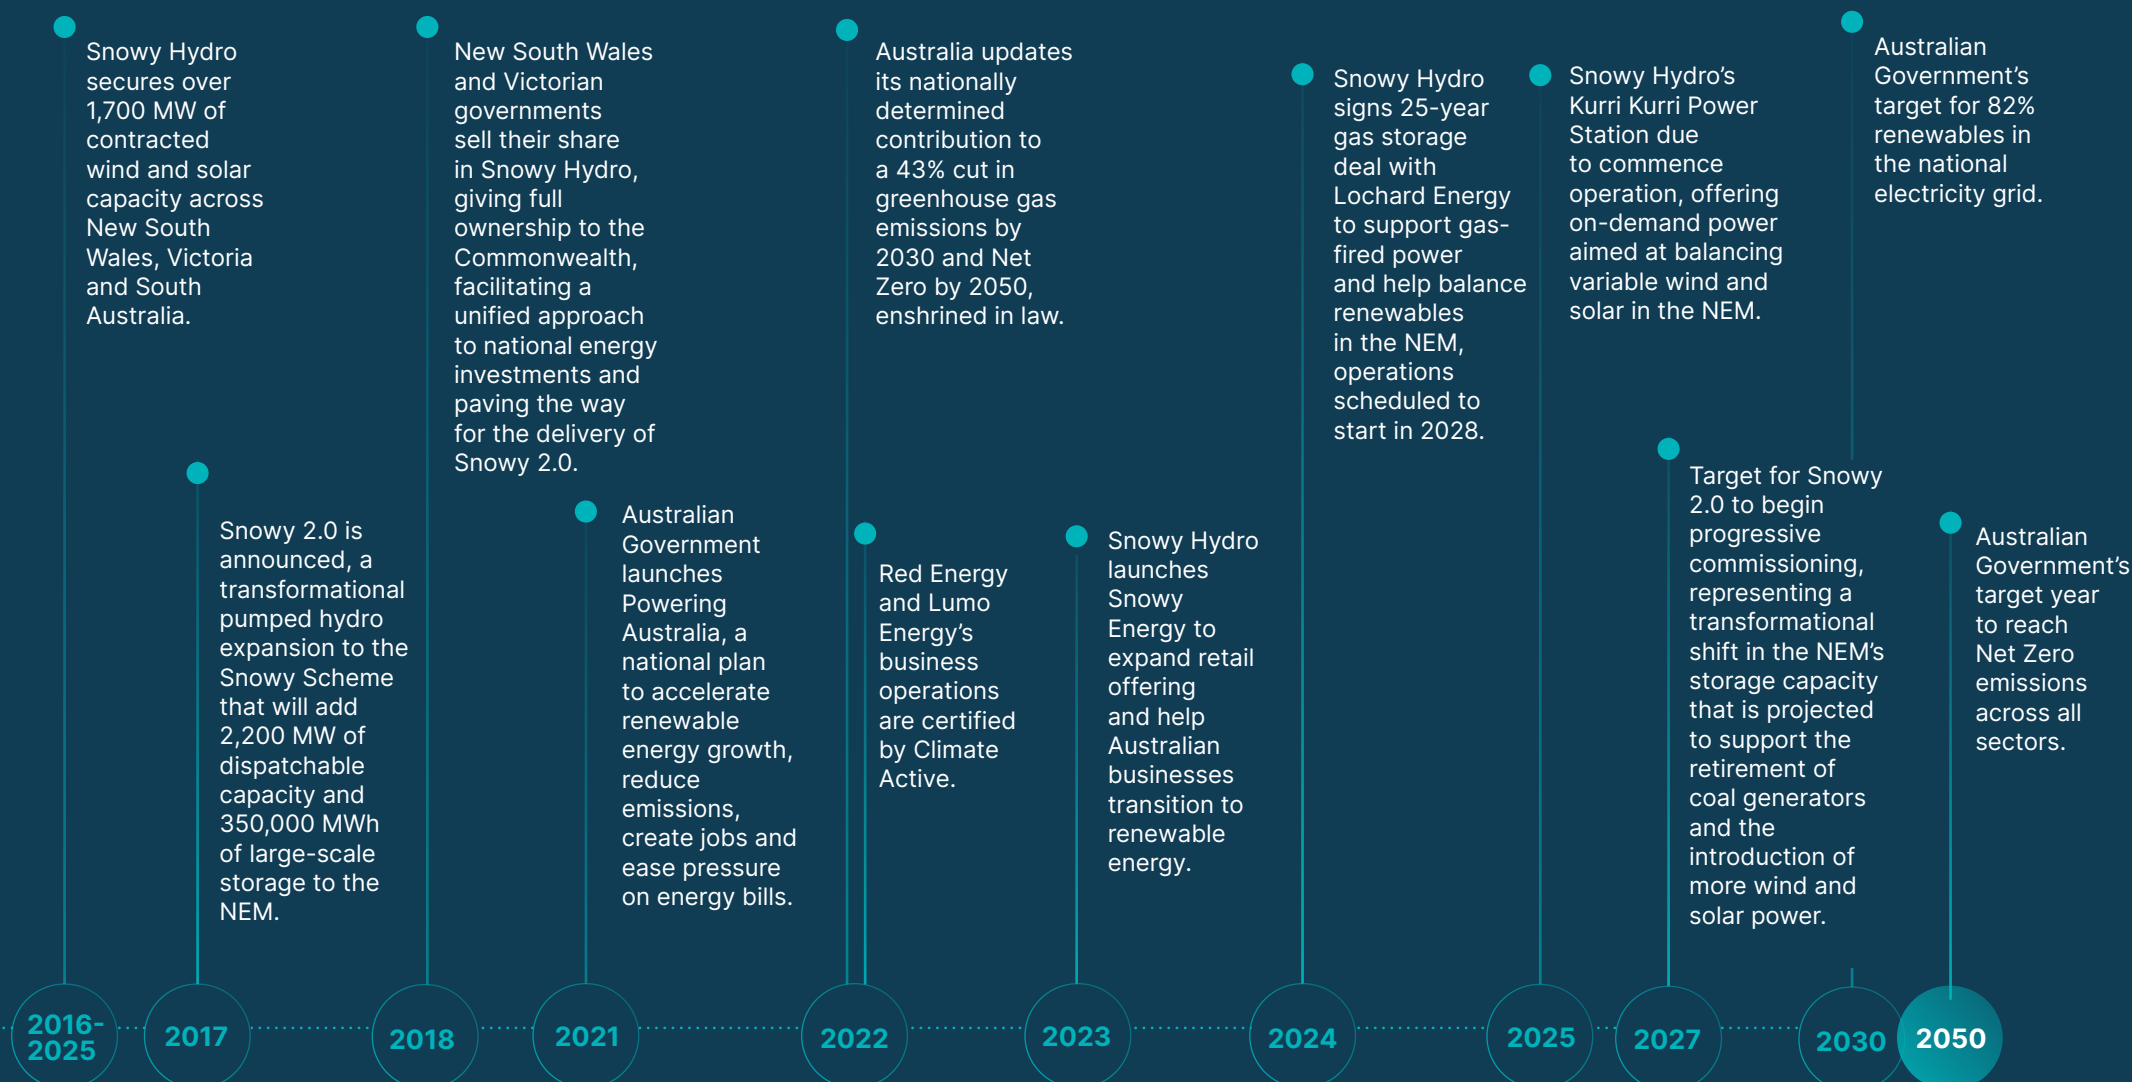 Snowy Hydro
secures over
1,700 MW of
contracted
wind and solar
capacity across
New South
Wales, Victoria
and South
Australia.
2016-
2025
Snowy 2.0 is
announced, a
transformational
pumped hydro
expansion to the
Snowy Scheme
that will add
2,200 MW of
dispatchable
capacity and
350,000 MWh
of large-scale
storage to the
NEM.
2017
New South Wales
and Victorian
governments
sell their share
in Snowy Hydro,
giving full
ownership to the
Commonwealth,
facilitating a
unified approach
to national energy
investments and
paving the way
for the delivery of
Snowy 2.0.
2018
Australian
Government
launches
Powering
Australia, a
national plan
to accelerate
renewable
energy growth,
reduce
emissions,
create jobs and
ease pressure
on energy bills.
2021
Australia updates
its nationally
determined
contribution to
a 43% cut in
greenhouse gas
emissions by
2030 and Net
Zero by 2050,
enshrined in law.
Red Energy
and Lumo
Energy’s
business
operations
are certified
by Climate
Active.
2022
Snowy Hydro
launches
Snowy
Energy to
expand retail
offering
and help
Australian
businesses
transition to
renewable
energy.
2023
Snowy Hydro
signs 25-year
gas storage
deal with
Lochard Energy
to support gas-
fired power
and help balance
renewables
in the NEM,
operations
scheduled to
start in 2028.
2024
Snowy Hydro’s
Kurri Kurri Power
Station due
to commence
operation, offering
on-demand power
aimed at balancing
variable wind and
solar in the NEM.
2025
Target for Snowy
2.0 to begin
progressive
commissioning,
representing a
transformational
shift in the NEM’s
storage capacity
that is projected
to support the
retirement of
coal generators
and the
introduction of
more wind and
solar power.
2027
Australian
Government’s
target for 82%
renewables in
the national
electricity grid.
2030
Australian
Government’s
target year
to reach
Net Zero
emissions
across all
sectors.
2050